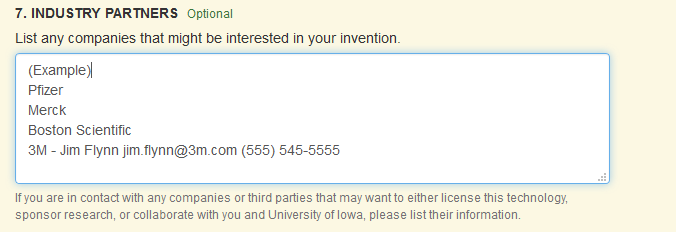 7. INDUSTRY PARTNERS Optional
List any companies that might be interested in your invention.
(Example)
Pfizer
Merck
Boston Scientific
3M - Jim Flynn jim.flynn@3m.com (555) 545-5555
If you are in contact with any companies or third parties that may want to either license this technology,
sponsor research, or collaborate with you and University of Iowa, please list their information.